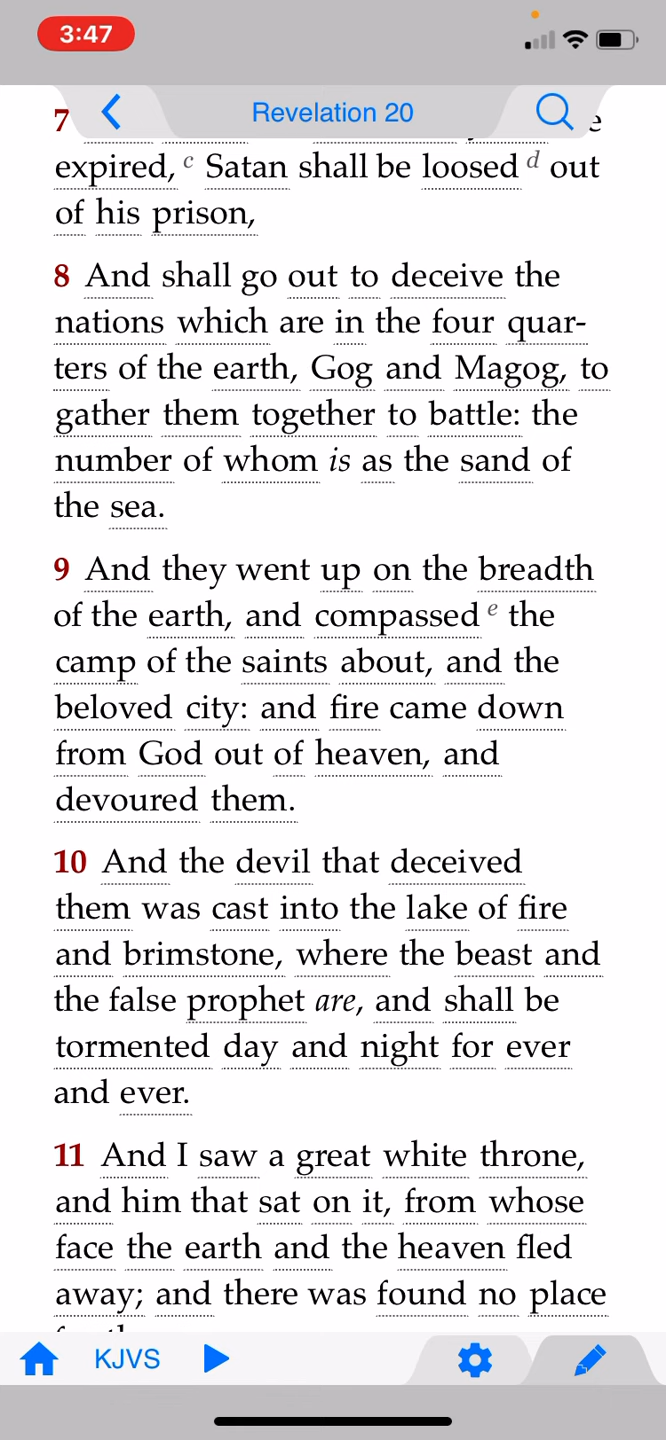 3:47
Revelation 20
7
expired, c Satan shall be loosed d out
of his prison,
8 And shall go out to deceive the
nations which are in the four quar-
ters of the earth, Gog and Magog, to
gather them together to battle: the
number of whom is as the sand of
the sea.
9 And they went up on the breadth
of the earth, and compassed e the
camp of the saints about, and the
beloved city: and fire came down
from God out of heaven, and
devoured them.
10 And the devil that deceived
them was cast into the lake of fire
and brimstone, where the beast and
the false prophet are, and shall be
tormented day and night for ever
and ever.
11 And I saw a great white throne,
and him that sat on it, from whose
face the earth and the heaven fled
away; and there was found no place
KJVS